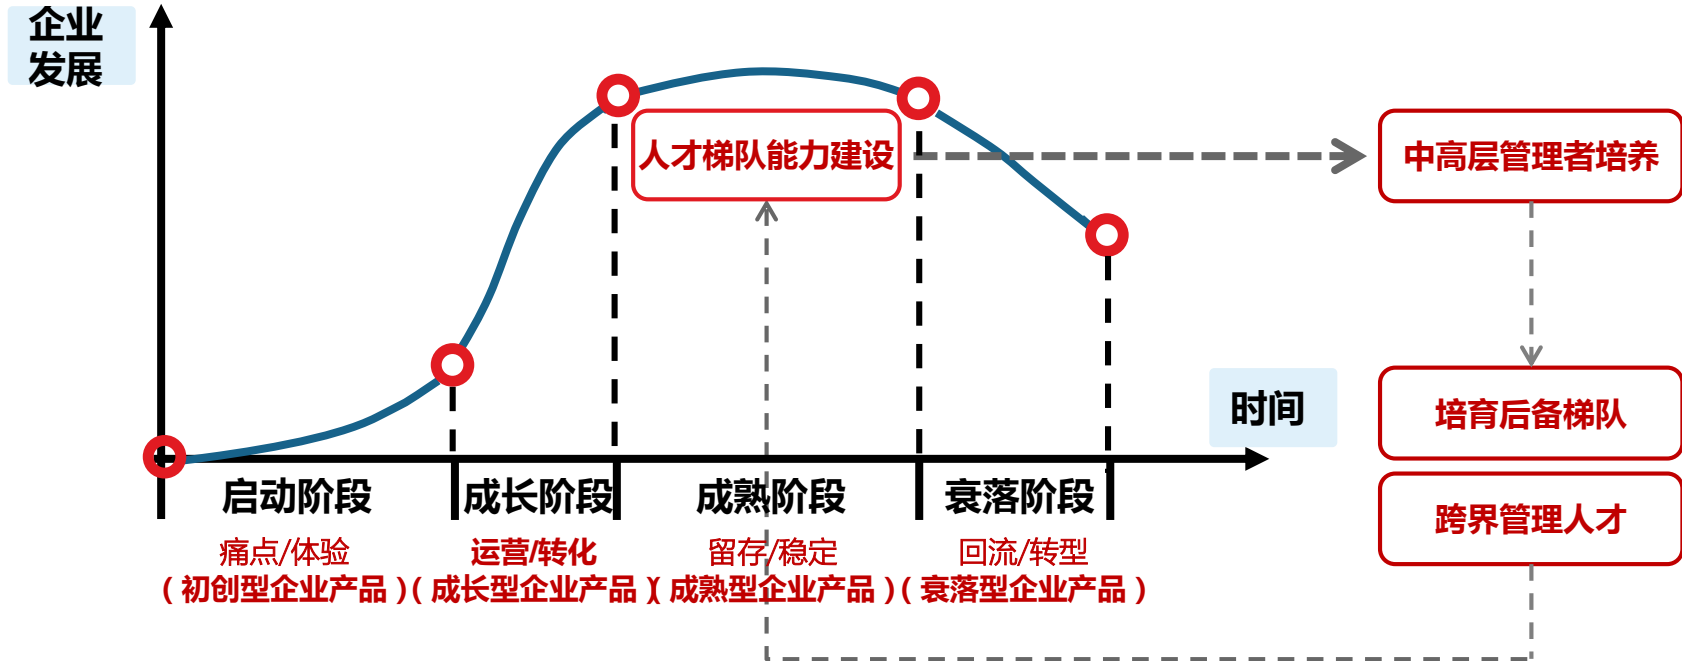 企业
发展
人才梯队能力建设
中高层管理者培养
时间
培育后备梯队
跨界管理人才
启动阶段 成长阶段 成熟阶段 衰落阶段
痛点/体验 运营/转化 留存/稳定 回流/转型
（初创型企业产品）（成长型企业产品）（成熟型企业产品）（衰落型企业产品）